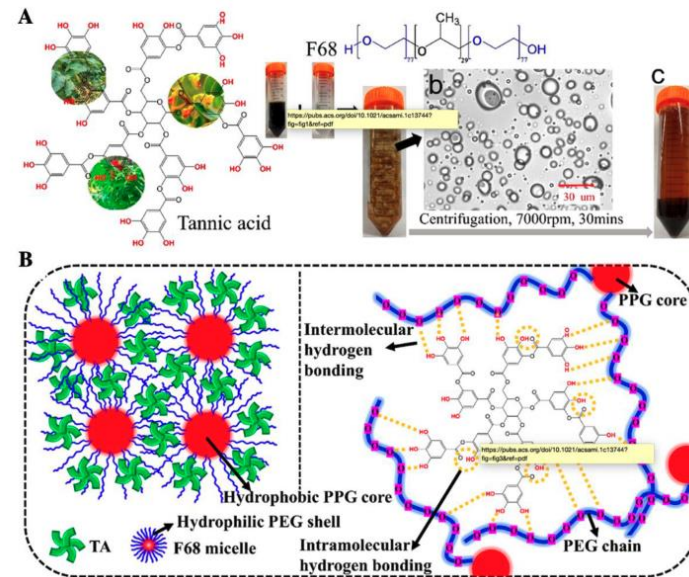 A
F68
CH₃
H O 77 O 29 O 77 OH
b
c
https://pubs.acs.org/doi/10.1021/acsami.1c13744?
fig=fig1&ref=pdf
30 um
Tannic acid
Centrifugation, 7000rpm, 30mins
B
PPG core
Intermolecular
hydrogen
bonding
https://pubs.acs.org/doi/10.1021/acsami.1c13744?
fig=fig3&ref=pdf
Hydrophobic PPG core
Hydrophilic PEG shell
TA
F68 micelle
Intramolecular
hydrogen bonding
PEG chain